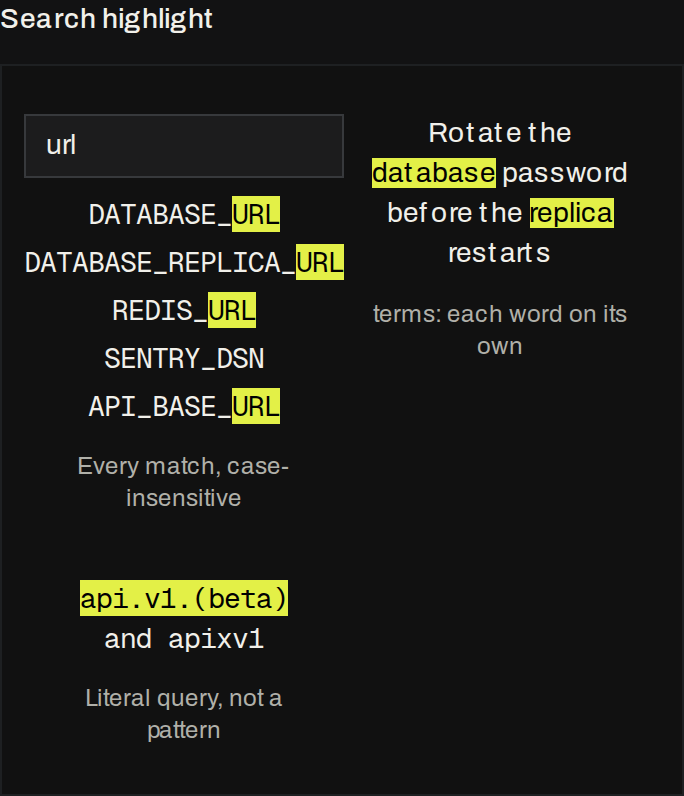 Search highlight
url
DATABASE_URL
DATABASE_REPLICA_URL
REDIS_URL
SENTRY_DSN
API_BASE_URL
Every match, case-
insensitive
Rotate the
database password
before the replica
restarts
terms: each word on its
own
api.v1.(beta)
and apixv1
Literal query, not a
pattern